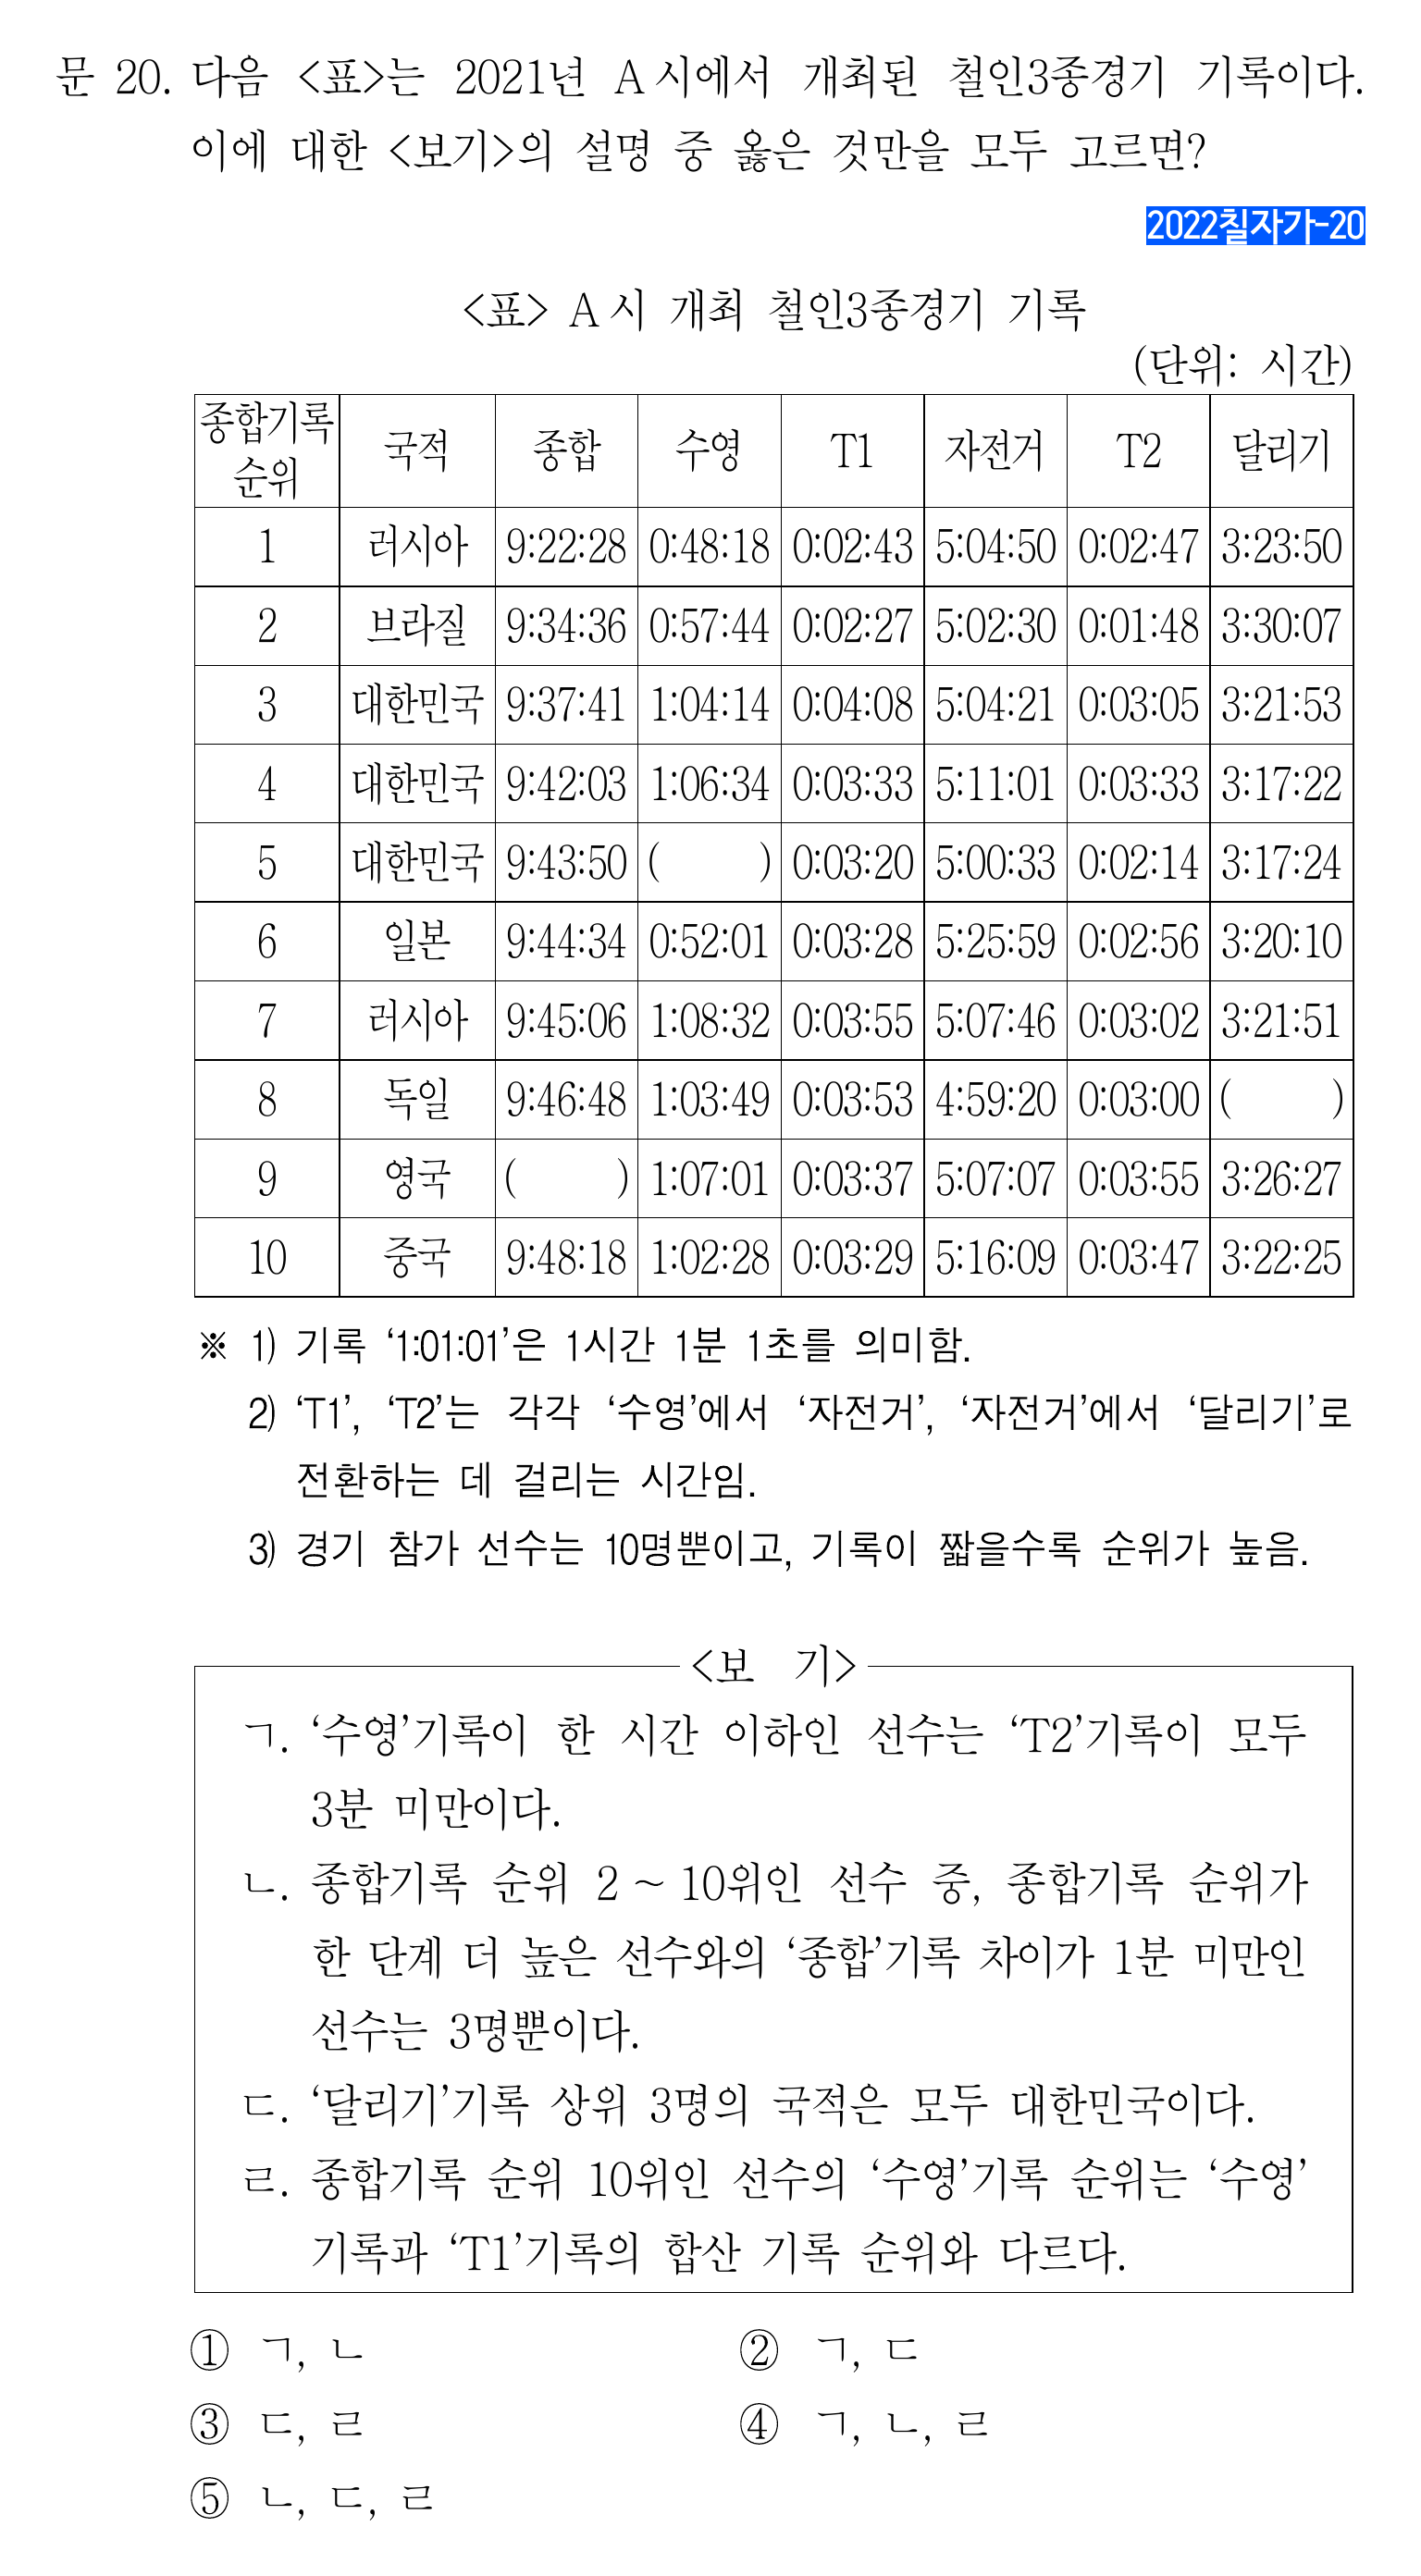 문 20. 다음 <표>는 2021년 A시에서 개최된 철인3종경기 기록이다.
이에 대한 <보기>의 설명 중 옳은 것만을 모두 고르면?
2022칠자가-20
<표> A시 개최 철인3종경기 기록
(단위: 시간)
종합기록 순위 국적 종합 수영 T1 자전거 T2 달리기
1 러시아 9:22:28 0:48:18 0:02:43 5:04:50 0:02:47 3:23:50
2 브라질 9:34:36 0:57:44 0:02:27 5:02:30 0:01:48 3:30:07
3 대한민국 9:37:41 1:04:14 0:04:08 5:04:21 0:03:05 3:21:53
4 대한민국 9:42:03 1:06:34 0:03:33 5:11:01 0:03:33 3:17:22
5 대한민국 9:43:50 ( ) 0:03:20 5:00:33 0:02:14 3:17:24
6 일본 9:44:34 0:52:01 0:03:28 5:25:59 0:02:56 3:20:10
7 러시아 9:45:06 1:08:32 0:03:55 5:07:46 0:03:02 3:21:51
8 독일 9:46:48 1:03:49 0:03:53 4:59:20 0:03:00 ( )
9 영국 ( ) 1:07:01 0:03:37 5:07:07 0:03:55 3:26:27
10 중국 9:48:18 1:02:28 0:03:29 5:16:09 0:03:47 3:22:25
※ 1) 기록 ‘1:01:01’은 1시간 1분 1초를 의미함.
2) ‘T1’, ‘T2’는 각각 ‘수영’에서 ‘자전거’, ‘자전거’에서 ‘달리기’로
전환하는 데 걸리는 시간임.
3) 경기 참가 선수는 10명뿐이고, 기록이 짧을수록 순위가 높음.
<보 기>
ㄱ. ‘수영’기록이 한 시간 이하인 선수는 ‘T2’기록이 모두
3분 미만이다.
ㄴ. 종합기록 순위 2 ~ 10위인 선수 중, 종합기록 순위가
한 단계 더 높은 선수와의 ‘종합’기록 차이가 1분 미만인
선수는 3명뿐이다.
ㄷ. ‘달리기’기록 상위 3명의 국적은 모두 대한민국이다.
ㄹ. 종합기록 순위 10위인 선수의 ‘수영’기록 순위는 ‘수영’
기록과 ‘T1’기록의 합산 기록 순위와 다르다.
① ㄱ, ㄴ ② ㄱ, ㄷ
③ ㄷ, ㄹ ④ ㄱ, ㄴ, ㄹ
⑤ ㄴ, ㄷ, ㄹ